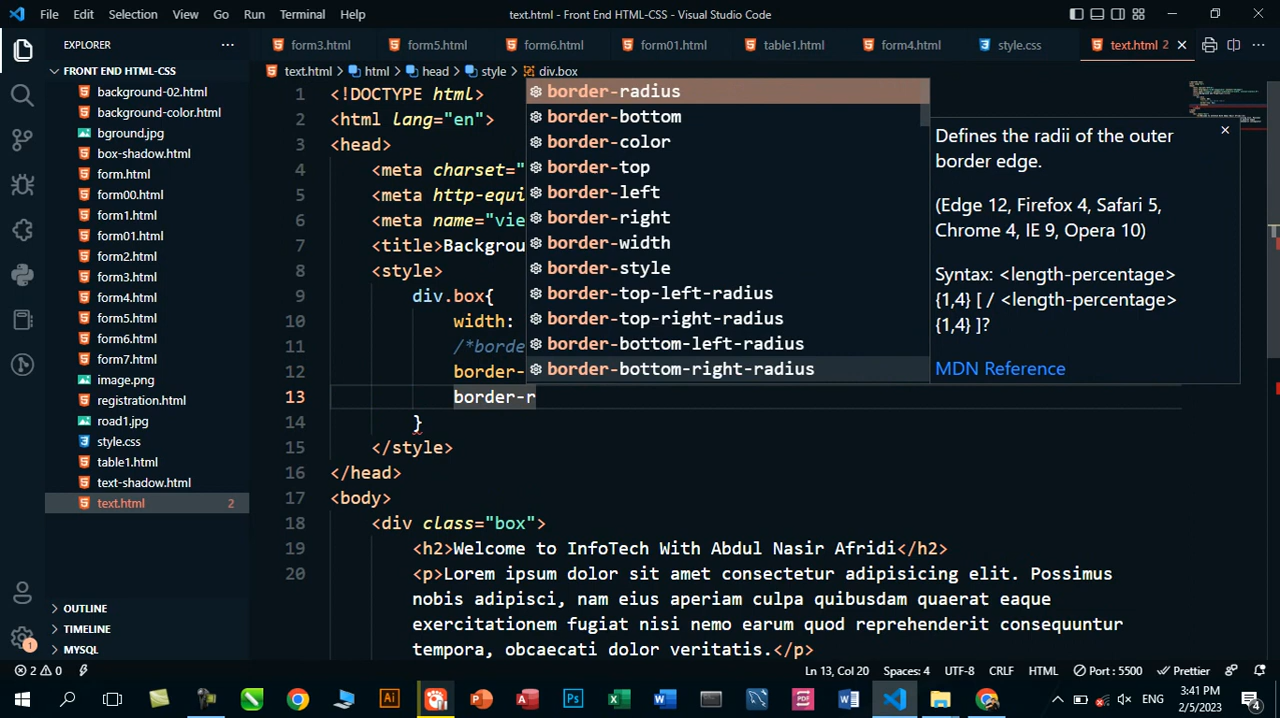 File Edit Selection View Go Run Terminal Help text.html - Front End HTML-CSS - Visual Studio Code
EXPLORER
form3.html form5.html form6.html form01.html table1.html form4.html style.css text.html 2
FRONT END HTML-CSS
background-02.html
background-color.html
bground.jpg
box-shadow.html
form.html
form00.html
form1.html
form01.html
form2.html
form3.html
form4.html
form5.html
form6.html
form7.html
image.png
registration.html
road1.jpg
style.css
table1.html
text-shadow.html
text.html 2
OUTLINE
TIMELINE
MYSQL
text.html > html > head > style > div.box
1 <!DOCTYPE html>
2 <html lang="en">
3 <head>
4 <meta charset="
5 <meta http-equi
6 <meta name="vie
7 <title>Backgrou
8 <style>
9 div.box{
10 width:
11 /*borde
12 border-
13 border-r
14 }
15 </style>
16 </head>
17 <body>
18 <div class="box">
19 <h2>Welcome to InfoTech With Abdul Nasir Afridi</h2>
20 <p>Lorem ipsum dolor sit amet consectetur adipisicing elit. Possimus
nobis adipisci, nam eius aperiam culpa quibusdam quaerat eaque
exercitationem fugiat nisi nemo earum quod reprehenderit consequuntur
tempora, obcaecati dolor veritatis.</p>
border-radius
border-bottom
border-color
border-top
border-left
border-right
border-width
border-style
border-top-left-radius
border-top-right-radius
border-bottom-left-radius
border-bottom-right-radius
Defines the radii of the outer
border edge.
(Edge 12, Firefox 4, Safari 5,
Chrome 4, IE 9, Opera 10)
Syntax: <length-percentage>
{1,4} [ / <length-percentage>
{1,4} ]?
MDN Reference
1
2 0 Ln 13, Col 20 Spaces: 4 UTF-8 CRLF HTML Port : 5500 Prettier
ENG 3:41 PM
2/5/2023
4